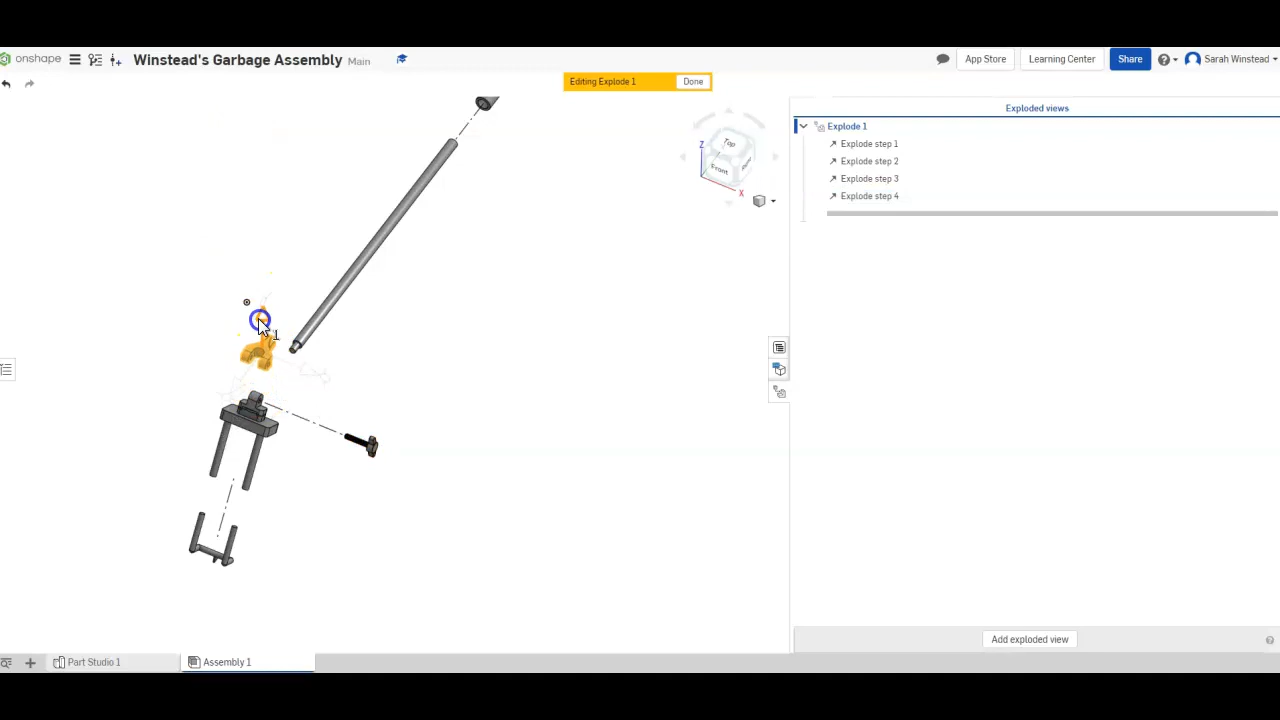 onshape Winstead's Garbage Assembly Main App Store Learning Center Share Sarah Winstead
Editing Explode 1 Done
Exploded views
Explode 1
Explode step 1
Explode step 2
Explode step 3
Explode step 4
Top
Front
Z
X
1
Add exploded view
Part Studio 1 Assembly 1